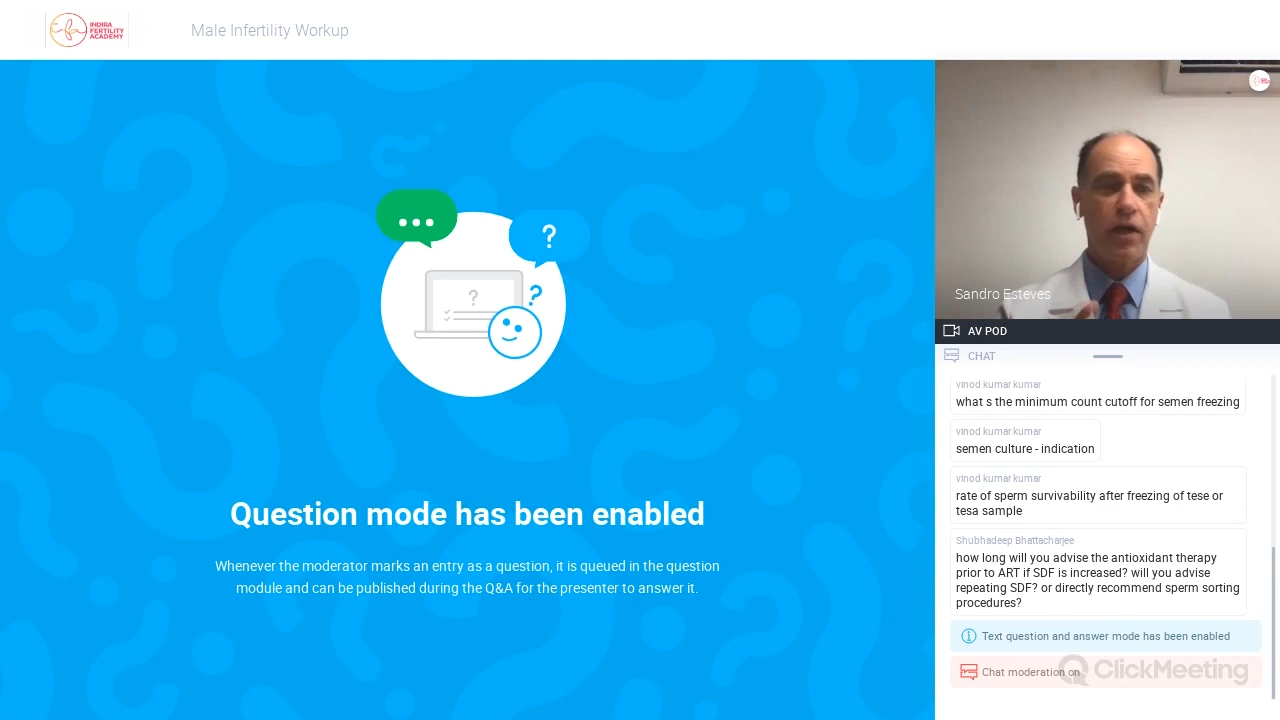 INDIRA
FERTILITY
ACADEMY
Male Infertility Workup
?
?
?
Question mode has been enabled
Whenever the moderator marks an entry as a question, it is queued in the question
module and can be published during the Q&A for the presenter to answer it.
Sandro Esteves
AV POD
CHAT
vinod kumar kumar
what s the minimum count cutoff for semen freezing
vinod kumar kumar
semen culture - indication
vinod kumar kumar
rate of sperm survivability after freezing of tese or
tesa sample
Shubhadeep Bhattacharjee
how long will you advise the antioxidant therapy
prior to ART if SDF is increased? will you advise
repeating SDF? or directly recommend sperm sorting
procedures?
Text question and answer mode has been enabled
Chat moderation on
ClickMeeting